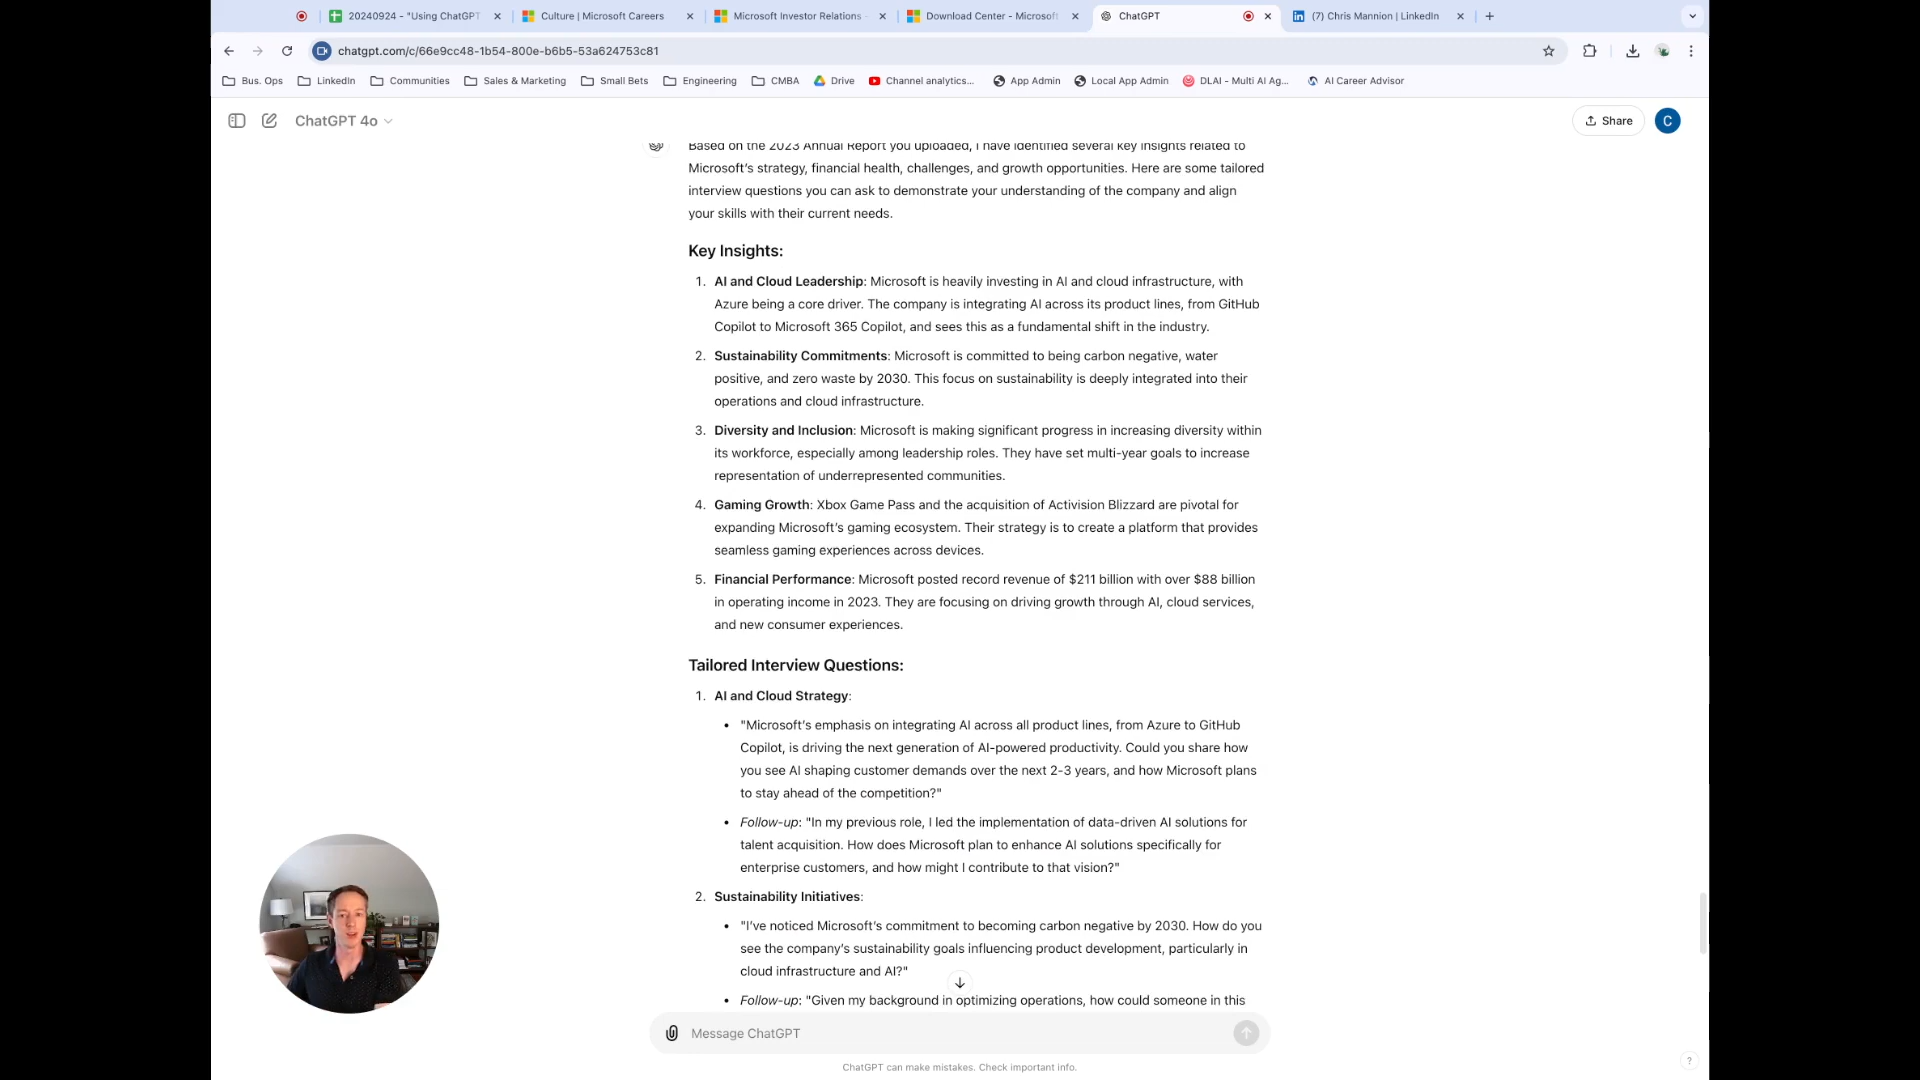 20240924 - "Using ChatGPT
Culture | Microsoft Careers
Microsoft Investor Relations -
Download Center - Microsoft
ChatGPT
(7) Chris Mannion | LinkedIn
chatgpt.com/c/66e9cc48-1b54-800e-b6b5-53a624753c81
Bus. Ops
LinkedIn
Communities
Sales & Marketing
Small Bets
Engineering
CMBA
Drive
Channel analytics...
App Admin
Local App Admin
DLAI - Multi AI Ag...
AI Career Advisor
ChatGPT 4o
Share
C
Based on the 2023 Annual Report you uploaded, I have identified several key insights related to
Microsoft's strategy, financial health, challenges, and growth opportunities. Here are some tailored
interview questions you can ask to demonstrate your understanding of the company and align
your skills with their current needs.
Key Insights:
1. AI and Cloud Leadership: Microsoft is heavily investing in AI and cloud infrastructure, with
Azure being a core driver. The company is integrating AI across its product lines, from GitHub
Copilot to Microsoft 365 Copilot, and sees this as a fundamental shift in the industry.
2. Sustainability Commitments: Microsoft is committed to being carbon negative, water
positive, and zero waste by 2030. This focus on sustainability is deeply integrated into their
operations and cloud infrastructure.
3. Diversity and Inclusion: Microsoft is making significant progress in increasing diversity within
its workforce, especially among leadership roles. They have set multi-year goals to increase
representation of underrepresented communities.
4. Gaming Growth: Xbox Game Pass and the acquisition of Activision Blizzard are pivotal for
expanding Microsoft's gaming ecosystem. Their strategy is to create a platform that provides
seamless gaming experiences across devices.
5. Financial Performance: Microsoft posted record revenue of $211 billion with over $88 billion
in operating income in 2023. They are focusing on driving growth through AI, cloud services,
and new consumer experiences.
Tailored Interview Questions:
1. AI and Cloud Strategy:
• "Microsoft's emphasis on integrating AI across all product lines, from Azure to GitHub
Copilot, is driving the next generation of AI-powered productivity. Could you share how
you see AI shaping customer demands over the next 2-3 years, and how Microsoft plans
to stay ahead of the competition?"
• Follow-up: "In my previous role, I led the implementation of data-driven AI solutions for
talent acquisition. How does Microsoft plan to enhance AI solutions specifically for
enterprise customers, and how might I contribute to that vision?"
2. Sustainability Initiatives:
• "I've noticed Microsoft's commitment to becoming carbon negative by 2030. How do you
see the company's sustainability goals influencing product development, particularly in
cloud infrastructure and AI?"
• Follow-up: "Given my background in optimizing operations, how could someone in this
Message ChatGPT
ChatGPT can make mistakes. Check important info.
?